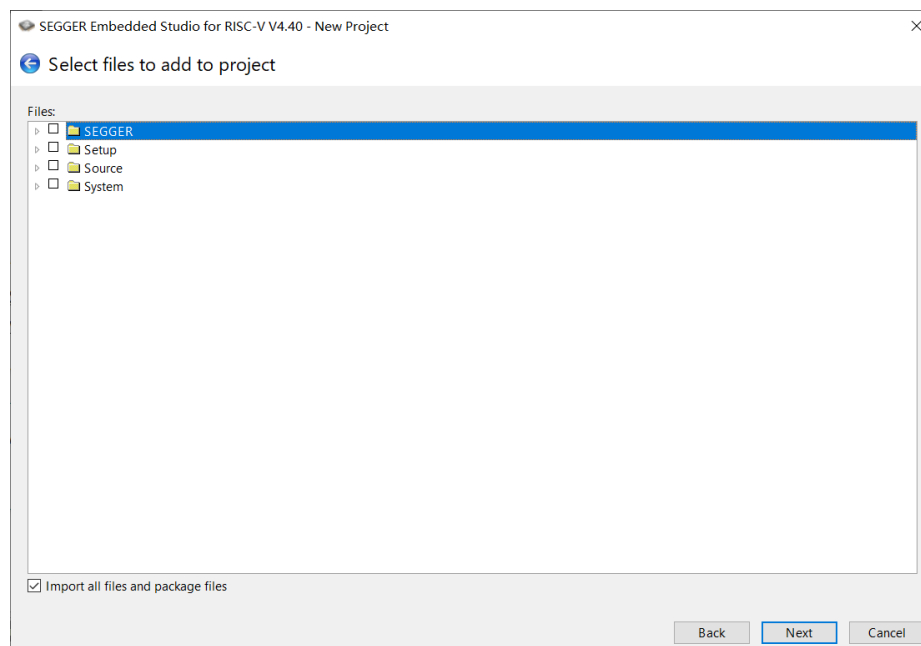 SEGGER Embedded Studio for RISC-V V4.40 - New Project
Select files to add to project
Files:
SEGGER
Setup
Source
System
Import all files and package files
Back Next Cancel